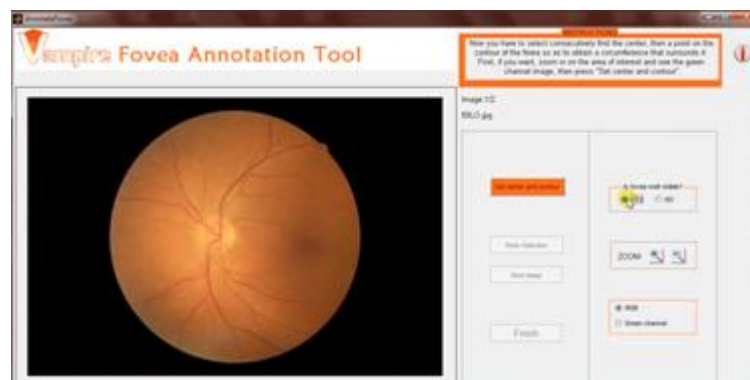 Vampire Fovea Annotation Tool
INSTRUCTIONS
Now you have to select consecutively first the center, then a point on the
contour of the fovea so as to obtain a circumference that surrounds it.
First, if you want, zoom in on the area of interest and see the green
channel image, then press "Set center and contour".
Set center and contour
Is fovea well visible?
NO
ZOOM
Next image
RGB
Green channel
Finish